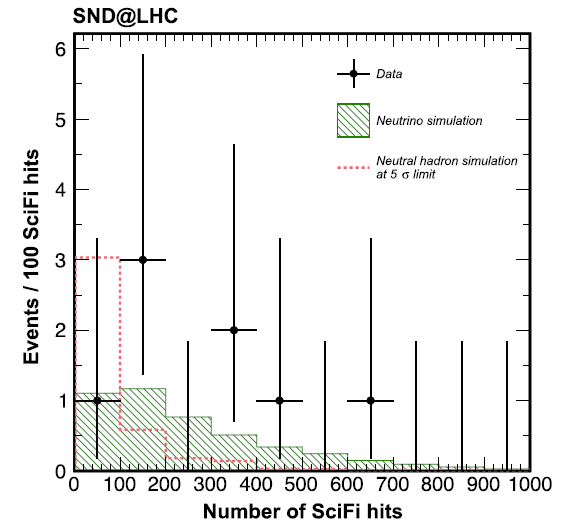 SND@LHC
Events / 100 SciFi hits
6
5
4
3
2
1
0
Data
Neutrino simulation
Neutral hadron simulation
at 5 σ limit
0 100 200 300 400 500 600 700 800 900 1000
Number of SciFi hits